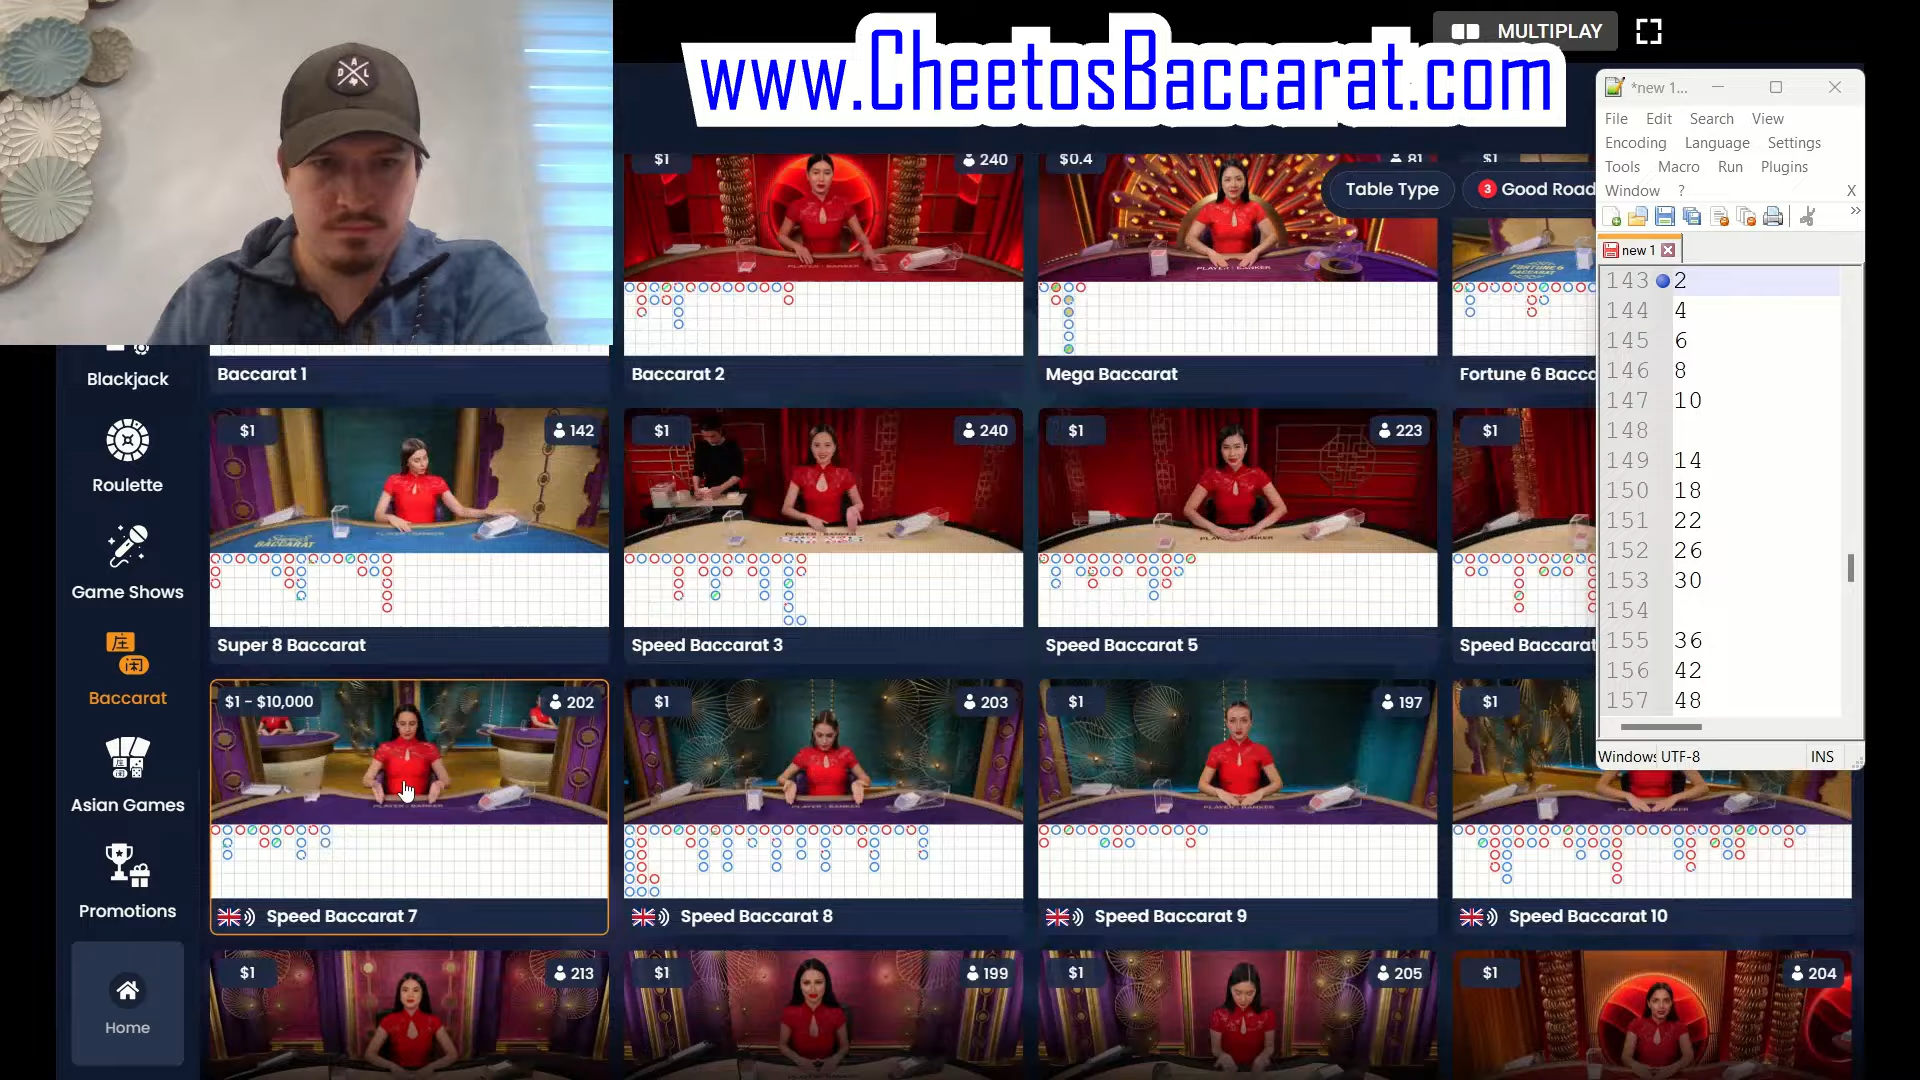 www.CheetosBaccarat.com
MULTIPLAY
Table Type
3 Good Road
$1
240
$0.4
81
$1
Baccarat 1
Baccarat 2
Mega Baccarat
Fortune 6 Bacc
$1
142
$1
240
$1
223
$1
Super 8 Baccarat
Speed Baccarat 3
Speed Baccarat 5
Speed Baccarat
$1 - $10,000
202
$1
203
$1
197
$1
Speed Baccarat 7
Speed Baccarat 8
Speed Baccarat 9
Speed Baccarat 10
$1
213
$1
199
$1
205
$1
204
Blackjack
Roulette
Game Shows
庄
闲
Baccarat
Asian Games
Promotions
Home
*new 1...
File Edit Search View
Encoding Language Settings
Tools Macro Run Plugins
Window ? X
new 1
143 2
144 4
145 6
146 8
147 10
148
149 14
150 18
151 22
152 26
153 30
154
155 36
156 42
157 48
Windows UTF-8 INS